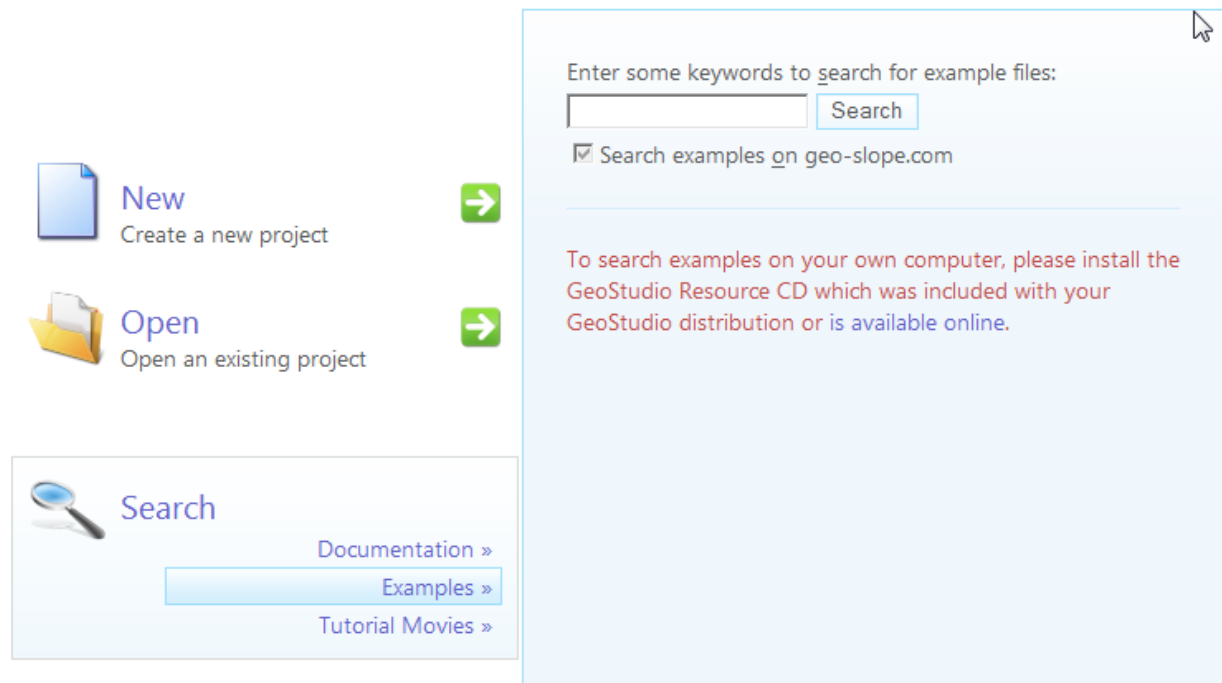 New
Create a new project
Open
Open an existing project
Search
Documentation »
Examples »
Tutorial Movies »
Enter some keywords to search for example files:
Search
Search examples on geo-slope.com
To search examples on your own computer, please install the
GeoStudio Resource CD which was included with your
GeoStudio distribution or is available online.